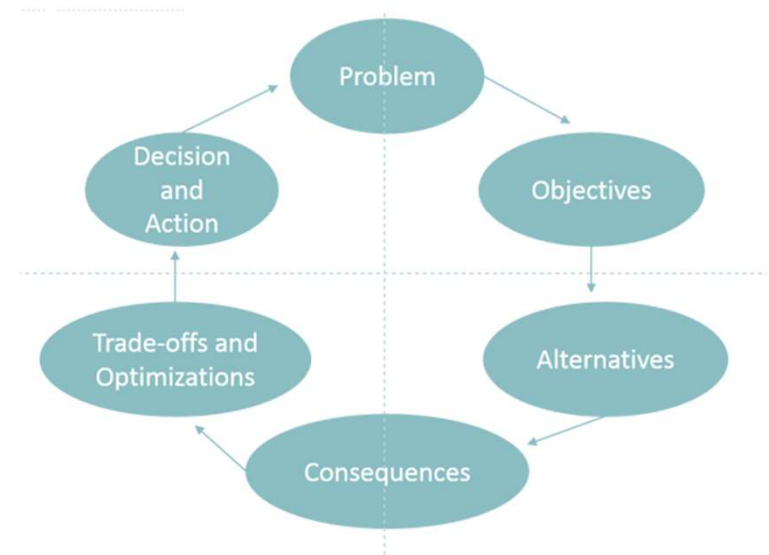 Problem
Objectives
Alternatives
Consequences
Trade-offs and
Optimizations
Decision
and
Action